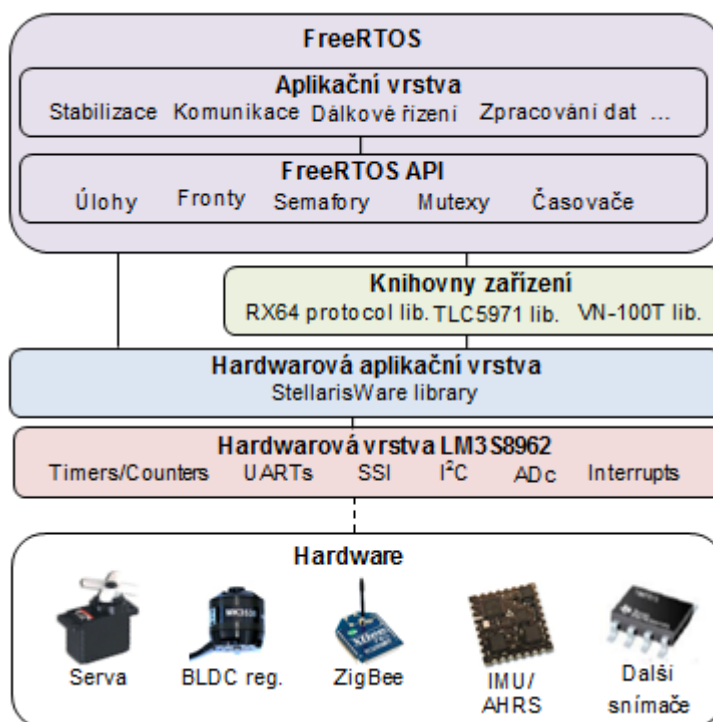 FreeRTOS
Aplikační vrstva
Stabilizace Komunikace Dálkové řízení Zpracování dat ...
FreeRTOS API
Úlohy Fronty Semafory Mutexy Časovače
Knihovny zařízení
RX64 protocol lib. TLC5971 lib. VN-100T lib.
Hardwarová aplikační vrstva
StellarisWare library
Hardwarová vrstva LM3S8962
Timers/Counters UARTs SSI I²C ADc Interrupts
Hardware
Serva BLDC reg. ZigBee IMU/ Další
AHRS snímače